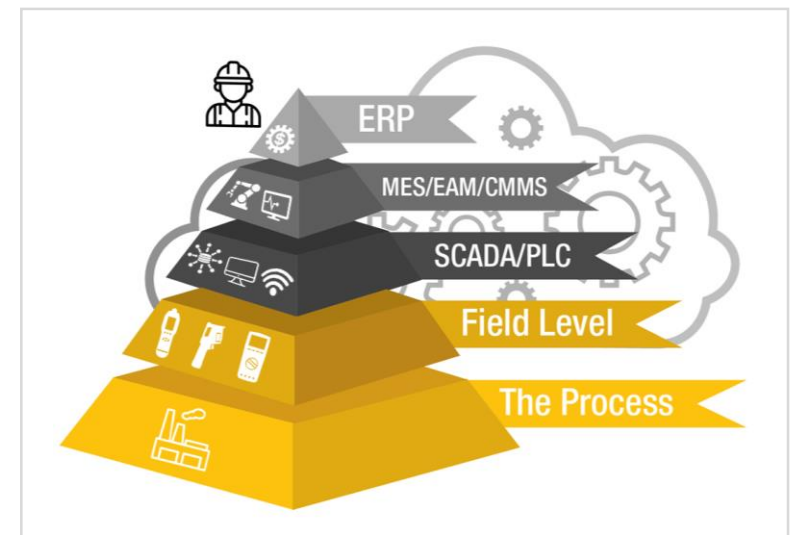 ERP
MES/EAM/CMMS
SCADA/PLC
Field Level
The Process